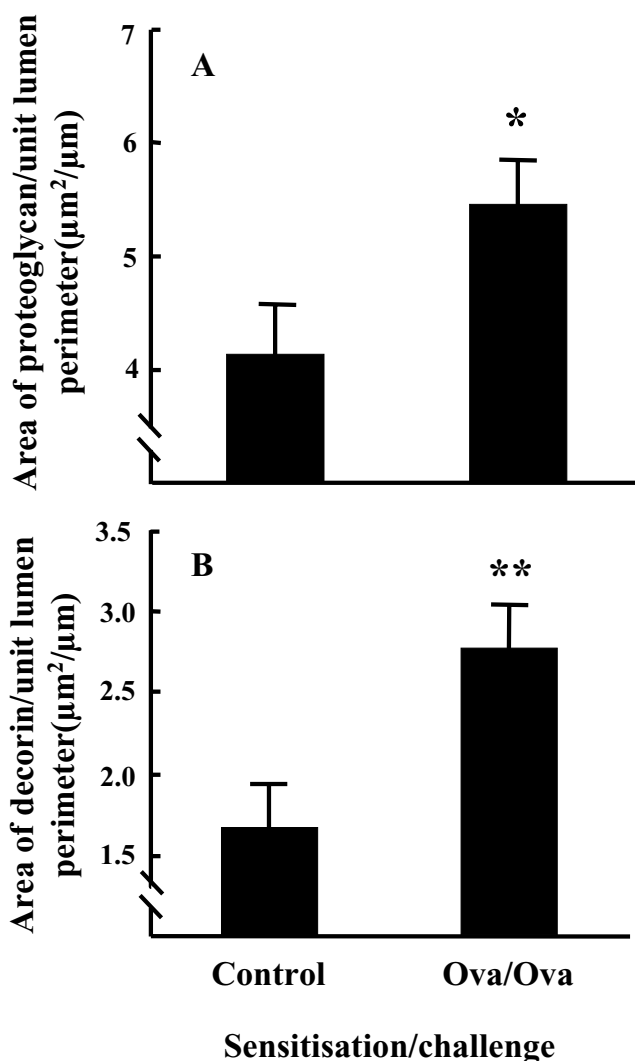 Area of proteoglycan/unit lumen
perimeter(μm²/μm)
7
6
5
4
A
*
Area of decorin/unit lumen
perimeter(μm²/μm)
3.5
3.0
2.5
2.0
1.5
B
**
Control Ova/Ova
Sensitisation/challenge